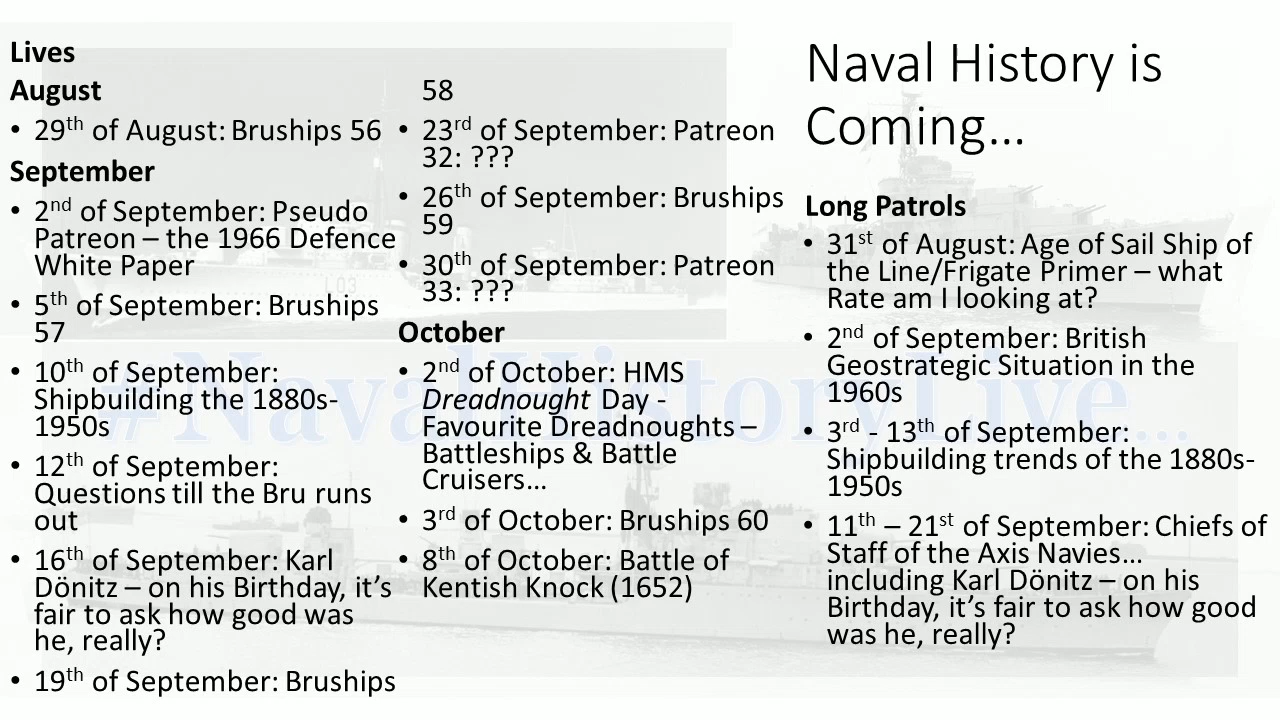 Lives
August
• 29th of August: Bruships 56
September
• 2nd of September: Pseudo
Patreon – the 1966 Defence
White Paper
• 5th of September: Bruships
57
• 10th of September:
Shipbuilding the 1880s-
1950s
• 12th of September:
Questions till the Bru runs
out
• 16th of September: Karl
Dönitz – on his Birthday, it’s
fair to ask how good was
he, really?
• 19th of September: Bruships
58
• 23rd of September: Patreon
32: ???
• 26th of September: Bruships
59
• 30th of September: Patreon
33: ???
October
• 2nd of October: HMS
Dreadnought Day -
Favourite Dreadnoughts –
Battleships & Battle
Cruisers…
• 3rd of October: Bruships 60
• 8th of October: Battle of
Kentish Knock (1652)
Naval History is
Coming…
Long Patrols
• 31st of August: Age of Sail Ship of
the Line/Frigate Primer – what
Rate am I looking at?
• 2nd of September: British
Geostrategic Situation in the
1960s
• 3rd - 13th of September:
Shipbuilding trends of the 1880s-
1950s
• 11th – 21st of September: Chiefs of
Staff of the Axis Navies…
including Karl Dönitz – on his
Birthday, it’s fair to ask how good
was he, really?
#NavalHistoryLive…
L03